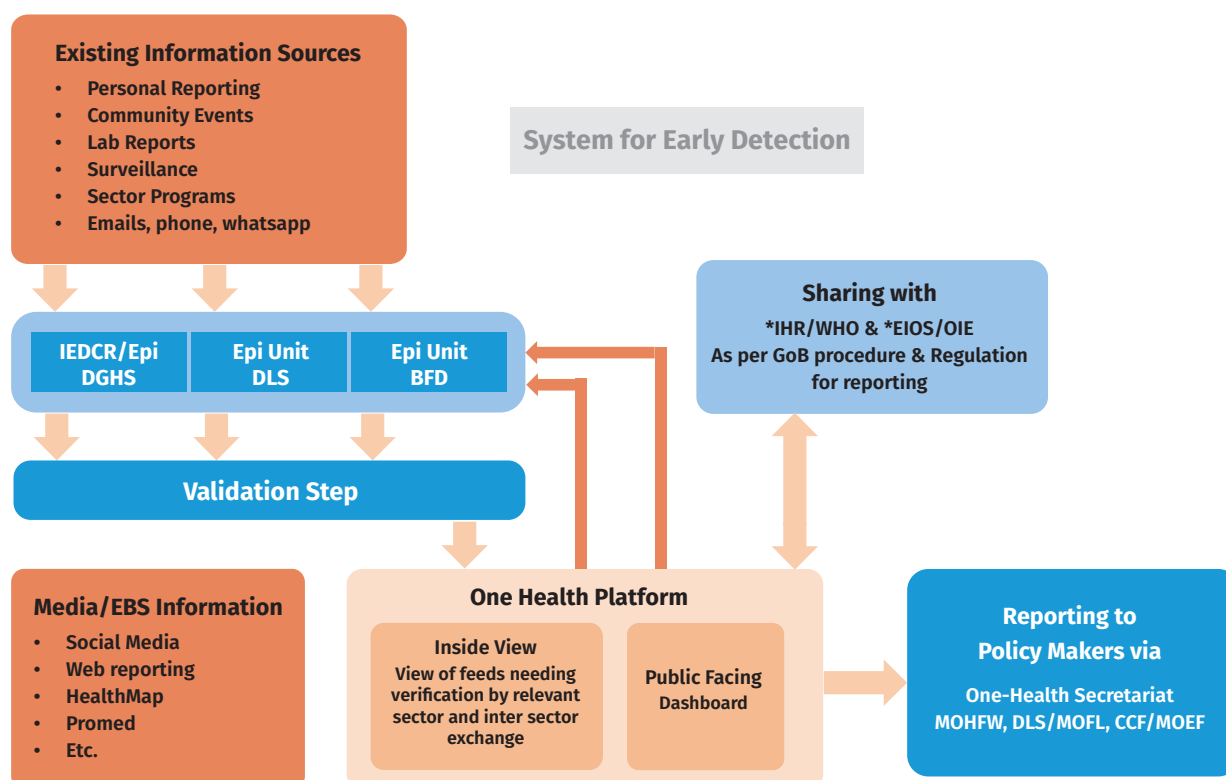 Existing Information Sources
• Personal Reporting
• Community Events
• Lab Reports
• Surveillance
• Sector Programs
• Emails, phone, whatsapp
System for Early Detection
IEDCR/Epi
DGHS
Epi Unit
DLS
Epi Unit
BFD
Sharing with
*IHR/WHO & *EIOS/OIE
As per GoB procedure & Regulation
for reporting
Validation Step
Media/EBS Information
• Social Media
• Web reporting
• HealthMap
• Promed
• Etc.
One Health Platform
Inside View
View of feeds needing
verification by relevant
sector and inter sector
exchange
Public Facing
Dashboard
Reporting to
Policy Makers via
One-Health Secretariat
MOHFW, DLS/MOFL, CCF/MOEF